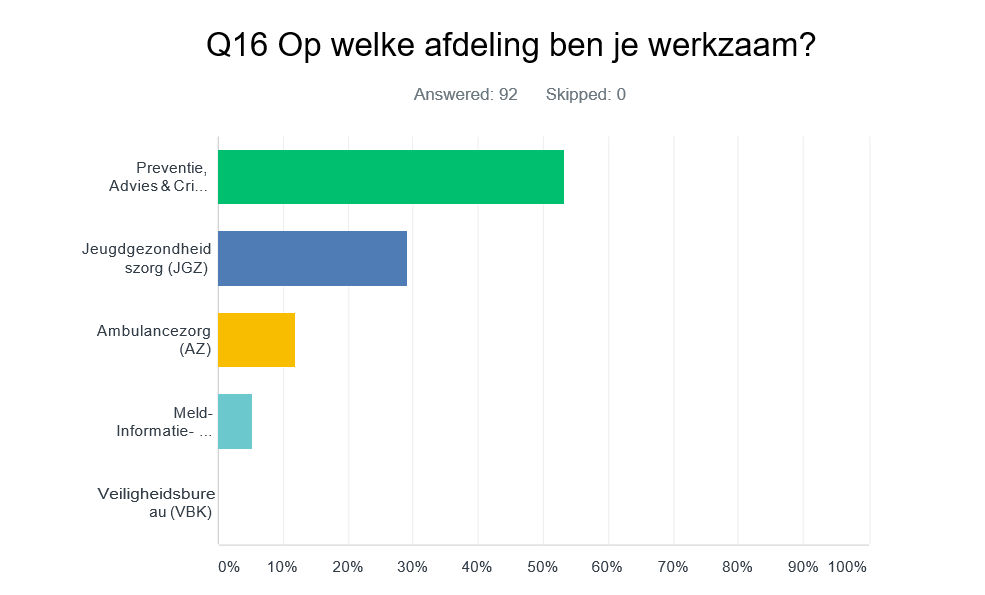 Q16 Op welke afdeling ben je werkzaam?
Answered: 92 Skipped: 0
Preventie,
Advies & Cri...
Jeugdgezondheid
szorg (JGZ)
Ambulancezorg
(AZ)
Meld-
Informatie- ...
Veiligheidsbure
au (VBK)
0% 10% 20% 30% 40% 50% 60% 70% 80% 90% 100%